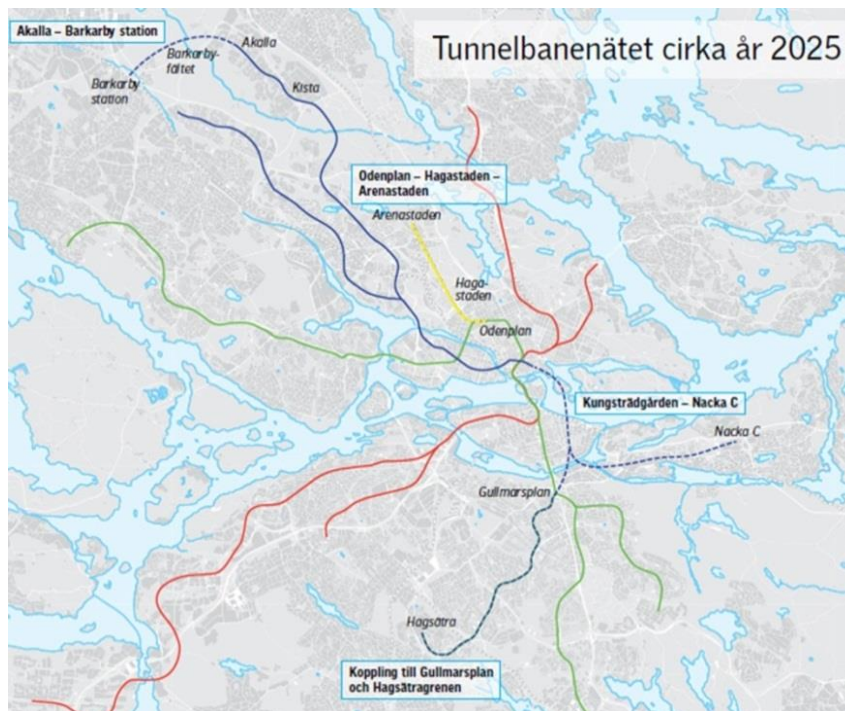 Akalla – Barkarby station
Tunnelbanenätet cirka år 2025
Akalla
Barkarby-
fältet
Barkarby
station
Kista
Odenplan – Hagastaden –
Arenastaden
Arenastaden
Haga-
staden
Odenplan
Kungsträdgården – Nacka C
Nacka C
Gullmarsplan
Hagsätra
Koppling till Gullmarsplan
och Hagsätragrenen